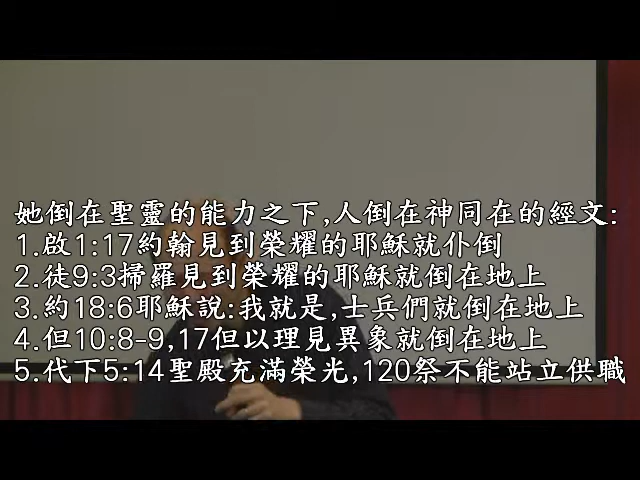 她倒在聖靈的能力之下,人倒在神同在的經文:
1.啟1:17約翰見到榮耀的耶穌就仆倒
2.徒9:3掃羅見到榮耀的耶穌就倒在地上
3.約18:6耶穌說:我就是,士兵們就倒在地上
4.但10:8-9,17但以理見異象就倒在地上
5.代下5:14聖殿充滿榮光,120祭不能站立供職